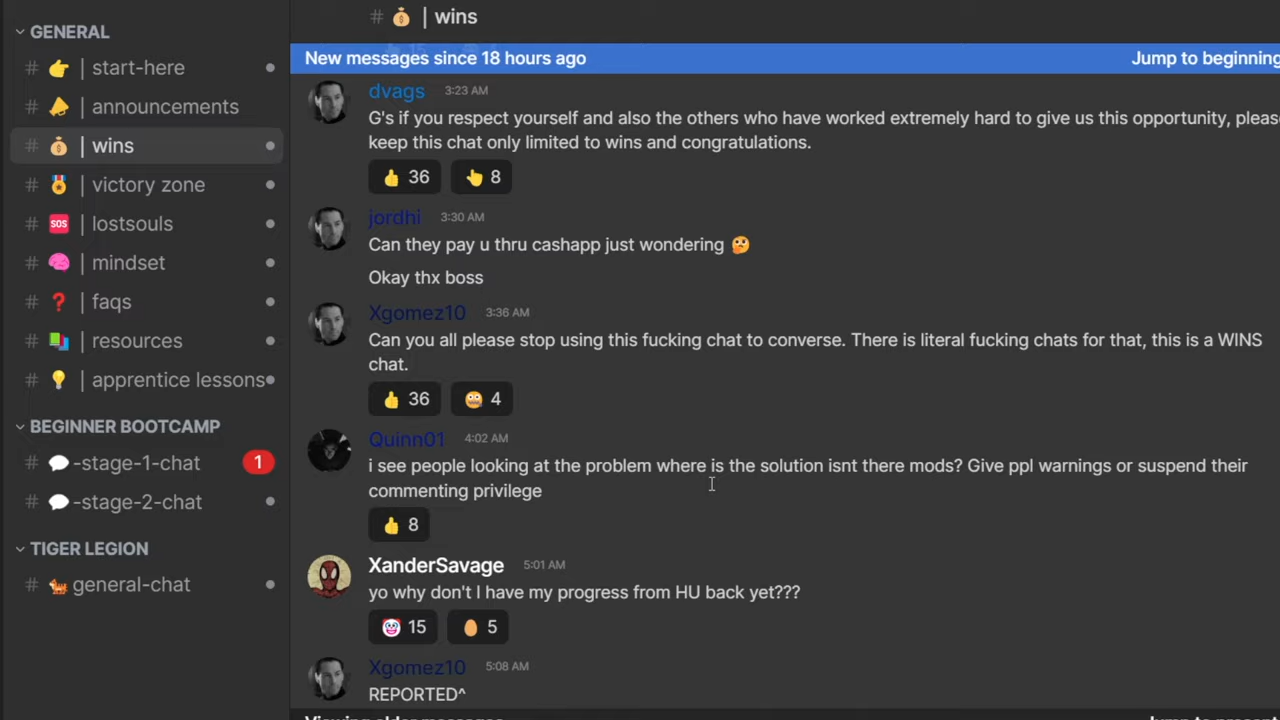 GENERAL
# | start-here
# | announcements
# | wins
# | victory zone
# SOS | lostsouls
# | mindset
# ❓ | faqs
# | resources
# | apprentice lessons
BEGINNER BOOTCAMP
# -stage-1-chat 1
# -stage-2-chat
TIGER LEGION
# general-chat
# | wins
New messages since 18 hours ago Jump to beginning
dvags 3:23 AM
G's if you respect yourself and also the others who have worked extremely hard to give us this opportunity, please
keep this chat only limited to wins and congratulations.
👍 36 👆 8
jordhi 3:30 AM
Can they pay u thru cashapp just wondering 🤔
Okay thx boss
Xgomez10 3:36 AM
Can you all please stop using this fucking chat to converse. There is literal fucking chats for that, this is a WINS
chat.
👍 36 4
Quinn01 4:02 AM
i see people looking at the problem where is the solution isnt there mods? Give ppl warnings or suspend their
commenting privilege
👍 8
XanderSavage 5:01 AM
yo why don't I have my progress from HU back yet???
🤡 15 🥚 5
Xgomez10 5:08 AM
REPORTED^
Viewing older messages Jump to present